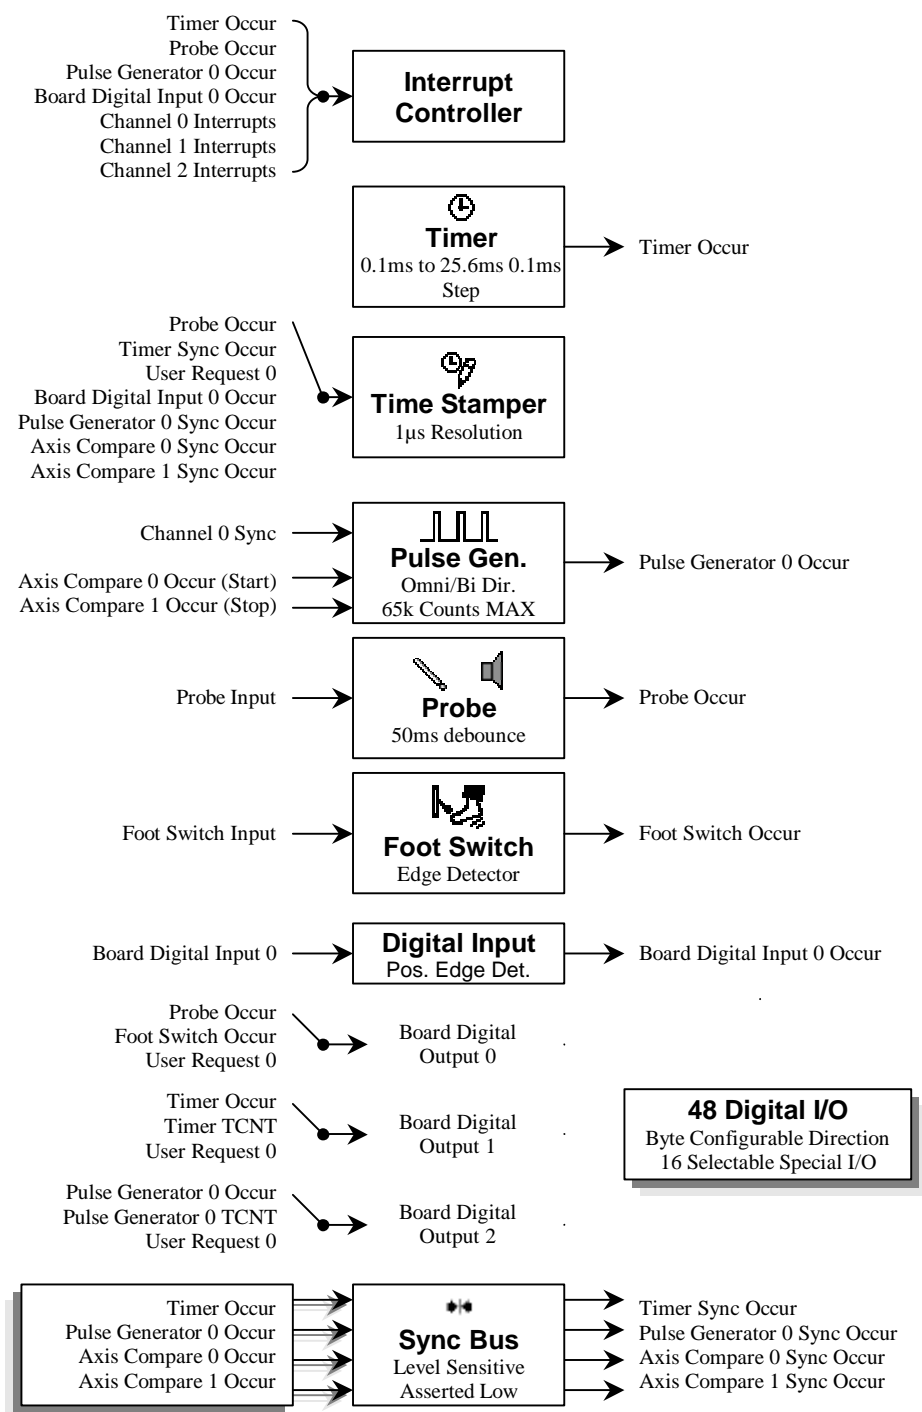 Timer Occur
Probe Occur
Pulse Generator 0 Occur
Board Digital Input 0 Occur
Channel 0 Interrupts
Channel 1 Interrupts
Channel 2 Interrupts
Interrupt
Controller
Timer
0.1ms to 25.6ms 0.1ms
Step
Timer Occur
Probe Occur
Timer Sync Occur
User Request 0
Board Digital Input 0 Occur
Pulse Generator 0 Sync Occur
Axis Compare 0 Sync Occur
Axis Compare 1 Sync Occur
Time Stamper
1µs Resolution
Channel 0 Sync
Axis Compare 0 Occur (Start)
Axis Compare 1 Occur (Stop)
Pulse Gen.
Omni/Bi Dir.
65k Counts MAX
Pulse Generator 0 Occur
Probe Input
Probe
50ms debounce
Probe Occur
Foot Switch Input
Foot Switch
Edge Detector
Foot Switch Occur
Board Digital Input 0
Digital Input
Pos. Edge Det.
Board Digital Input 0 Occur
Probe Occur
Foot Switch Occur
User Request 0
Board Digital
Output 0
Timer Occur
Timer TCNT
User Request 0
Board Digital
Output 1
48 Digital I/O
Byte Configurable Direction
16 Selectable Special I/O
Pulse Generator 0 Occur
Pulse Generator 0 TCNT
User Request 0
Board Digital
Output 2
Timer Occur
Pulse Generator 0 Occur
Axis Compare 0 Occur
Axis Compare 1 Occur
Sync Bus
Level Sensitive
Asserted Low
Timer Sync Occur
Pulse Generator 0 Sync Occur
Axis Compare 0 Sync Occur
Axis Compare 1 Sync Occur